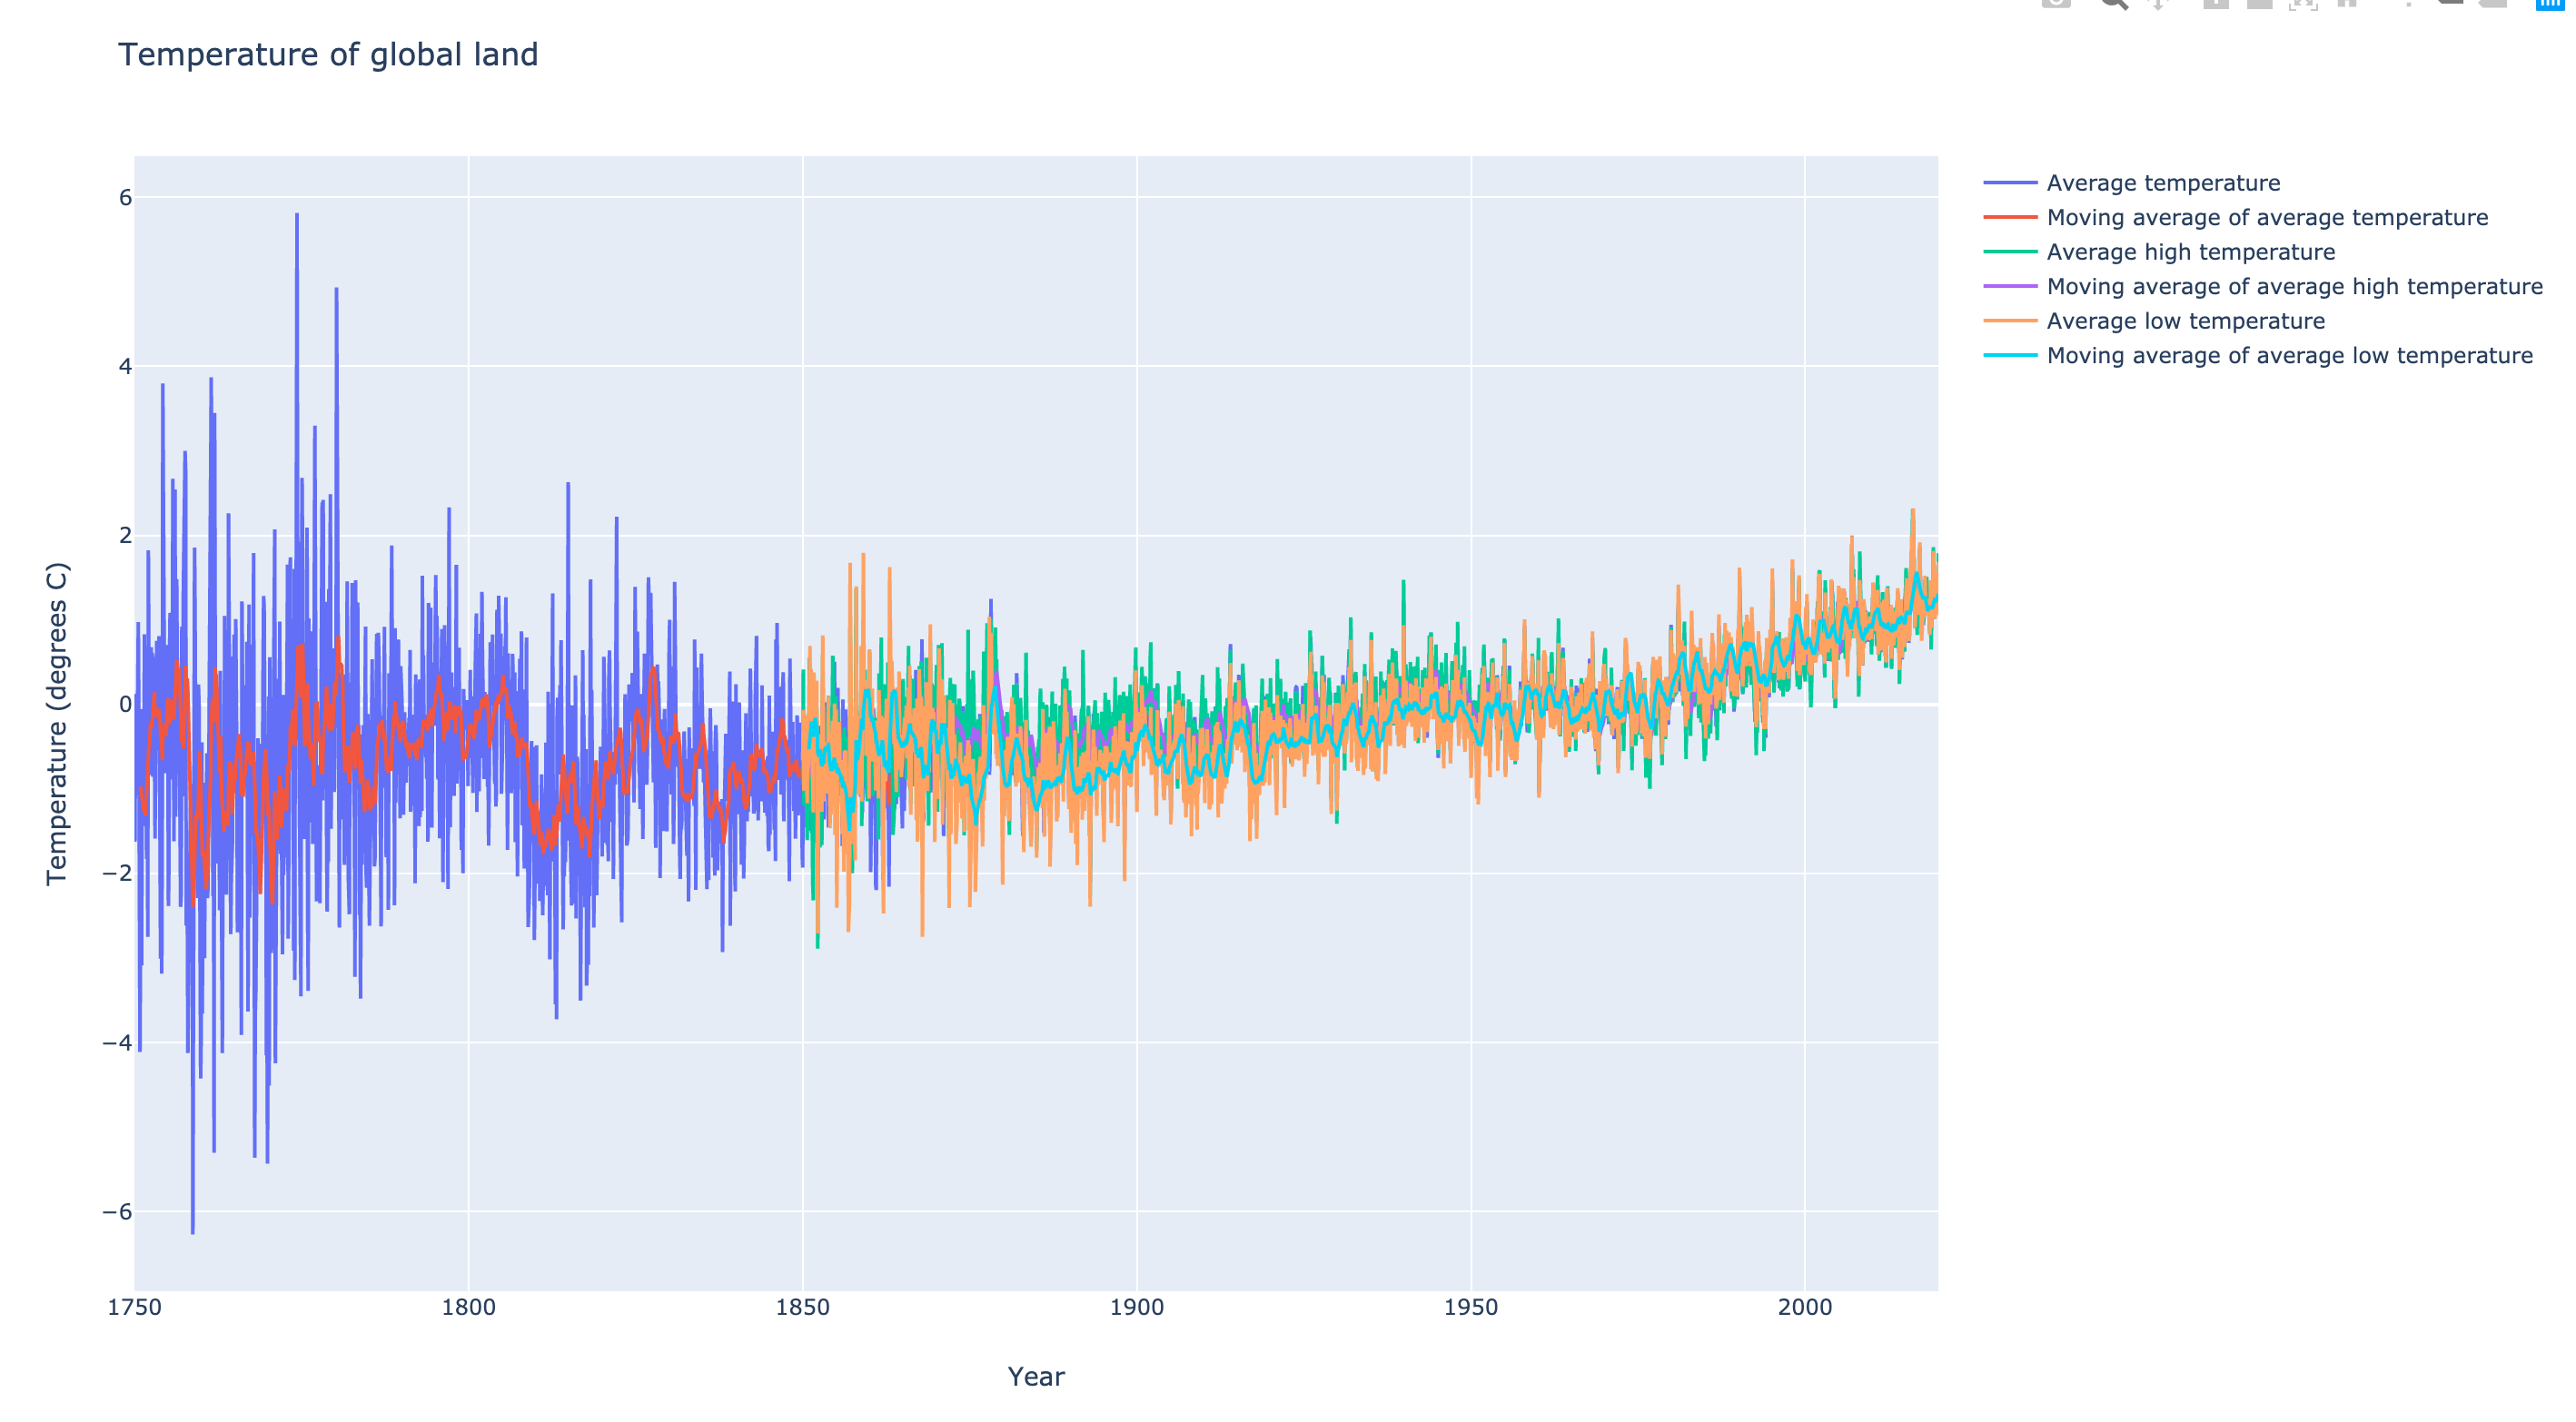 Temperature of global land
Average temperature
Moving average of average temperature
Average high temperature
Moving average of average high temperature
Average low temperature
Moving average of average low temperature
Temperature (degrees C)
6
4
2
0
−2
−4
−6
1750
1800
1850
1900
1950
2000
Year